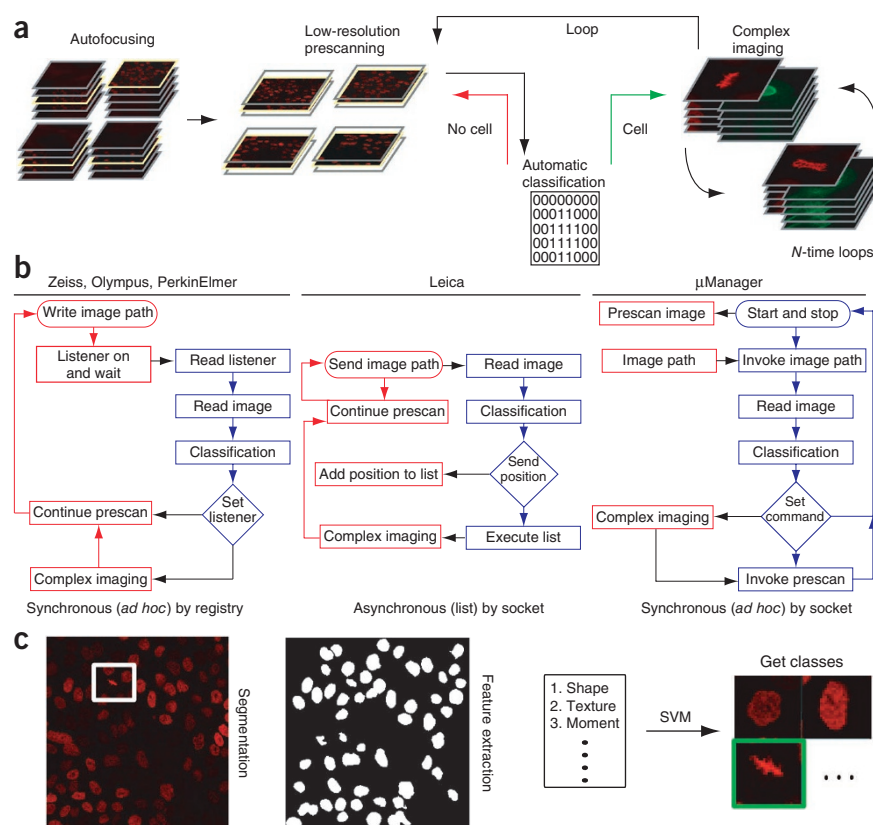 a
Autofocusing
Low-resolution
prescanning
Loop
Complex
imaging
No cell
Cell
Automatic
classification
00000000
00011000
00111100
00111100
00011000
N-time loops
b
Zeiss, Olympus, PerkinElmer
Write image path
Listener on
and wait
Read listener
Read image
Classification
Set
listener
Continue prescan
Complex imaging
Synchronous (ad hoc) by registry
Leica
Send image path
Read image
Continue prescan
Classification
Send
position
Add position to list
Complex imaging
Execute list
Asynchronous (list) by socket
µManager
Prescan image
Start and stop
Image path
Invoke image path
Read image
Classification
Set
command
Complex imaging
Invoke prescan
Synchronous (ad hoc) by socket
c
Segmentation
Feature extraction
1. Shape
2. Texture
3. Moment
SVM
Get classes